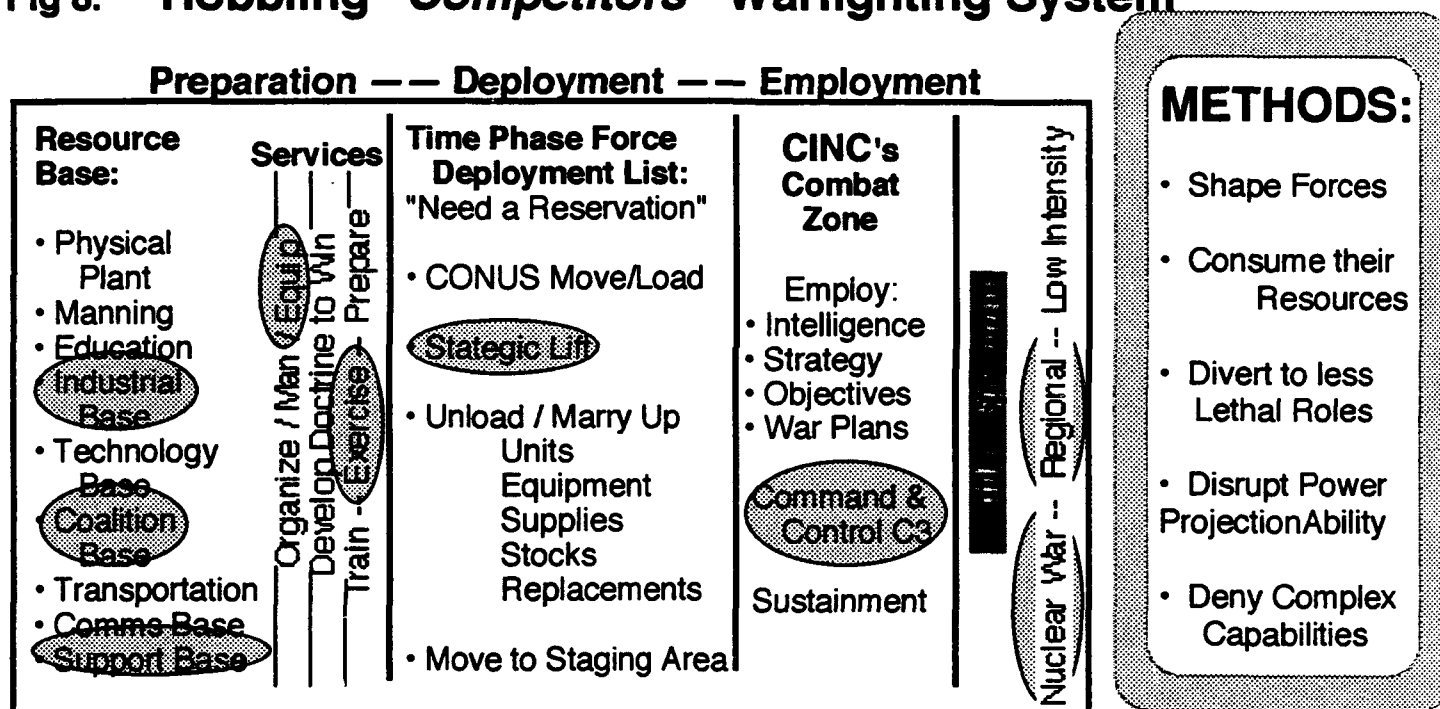 Fig 8. Hobbling "Competitors" Warfighting System
Preparation — — Deployment — — Employment
Resource
Base:
• Physical
Plant
• Manning
• Education
• Industrial
Base
• Technology
Base
• Coalition
Base
• Transportation
• Comms Base
• Support Base
Services
Organize / Man / Equip
Develop Doctrine to Win
Train -- Exercise -- Prepare
Time Phase Force
Deployment List:
"Need a Reservation"
• CONUS Move/Load
• Stategic Lift
• Unload / Marry Up
Units
Equipment
Supplies
Stocks
Replacements
• Move to Staging Area
CINC's
Combat
Zone
Employ:
• Intelligence
• Strategy
• Objectives
• War Plans
Command &
Control C3
Sustainment
Nuclear War -- Regional -- Low Intensity
METHODS:
• Shape Forces
• Consume their
Resources
• Divert to less
Lethal Roles
• Disrupt Power
ProjectionAbility
• Deny Complex
Capabilities